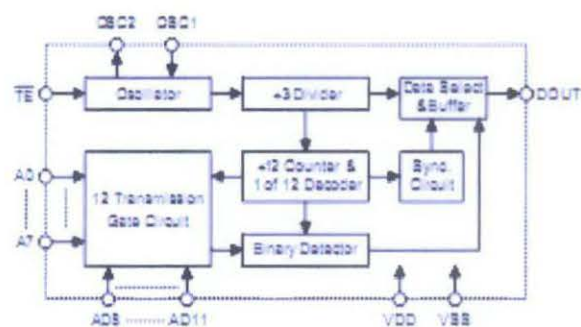 OSC2 OSC1
TE Oscillator ÷3 Divider Data Select & Buffer DOUT
A0 12 Transmission Gate Circuit ÷12 Counter & 1 of 12 Decoder Sync. Circuit
A7 Binary Detector
AD8 AD11 VDD VSS